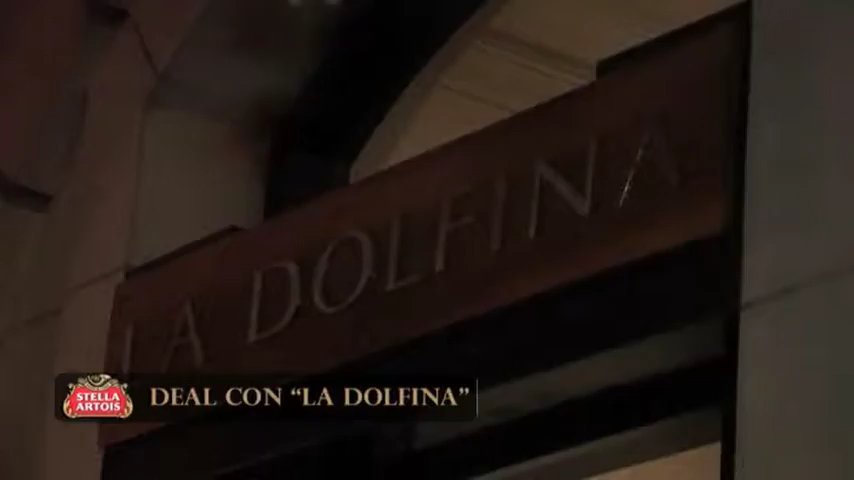 LA DOLFINA
STELLA
ARTOIS
DEAL CON “LA DOLFINA”